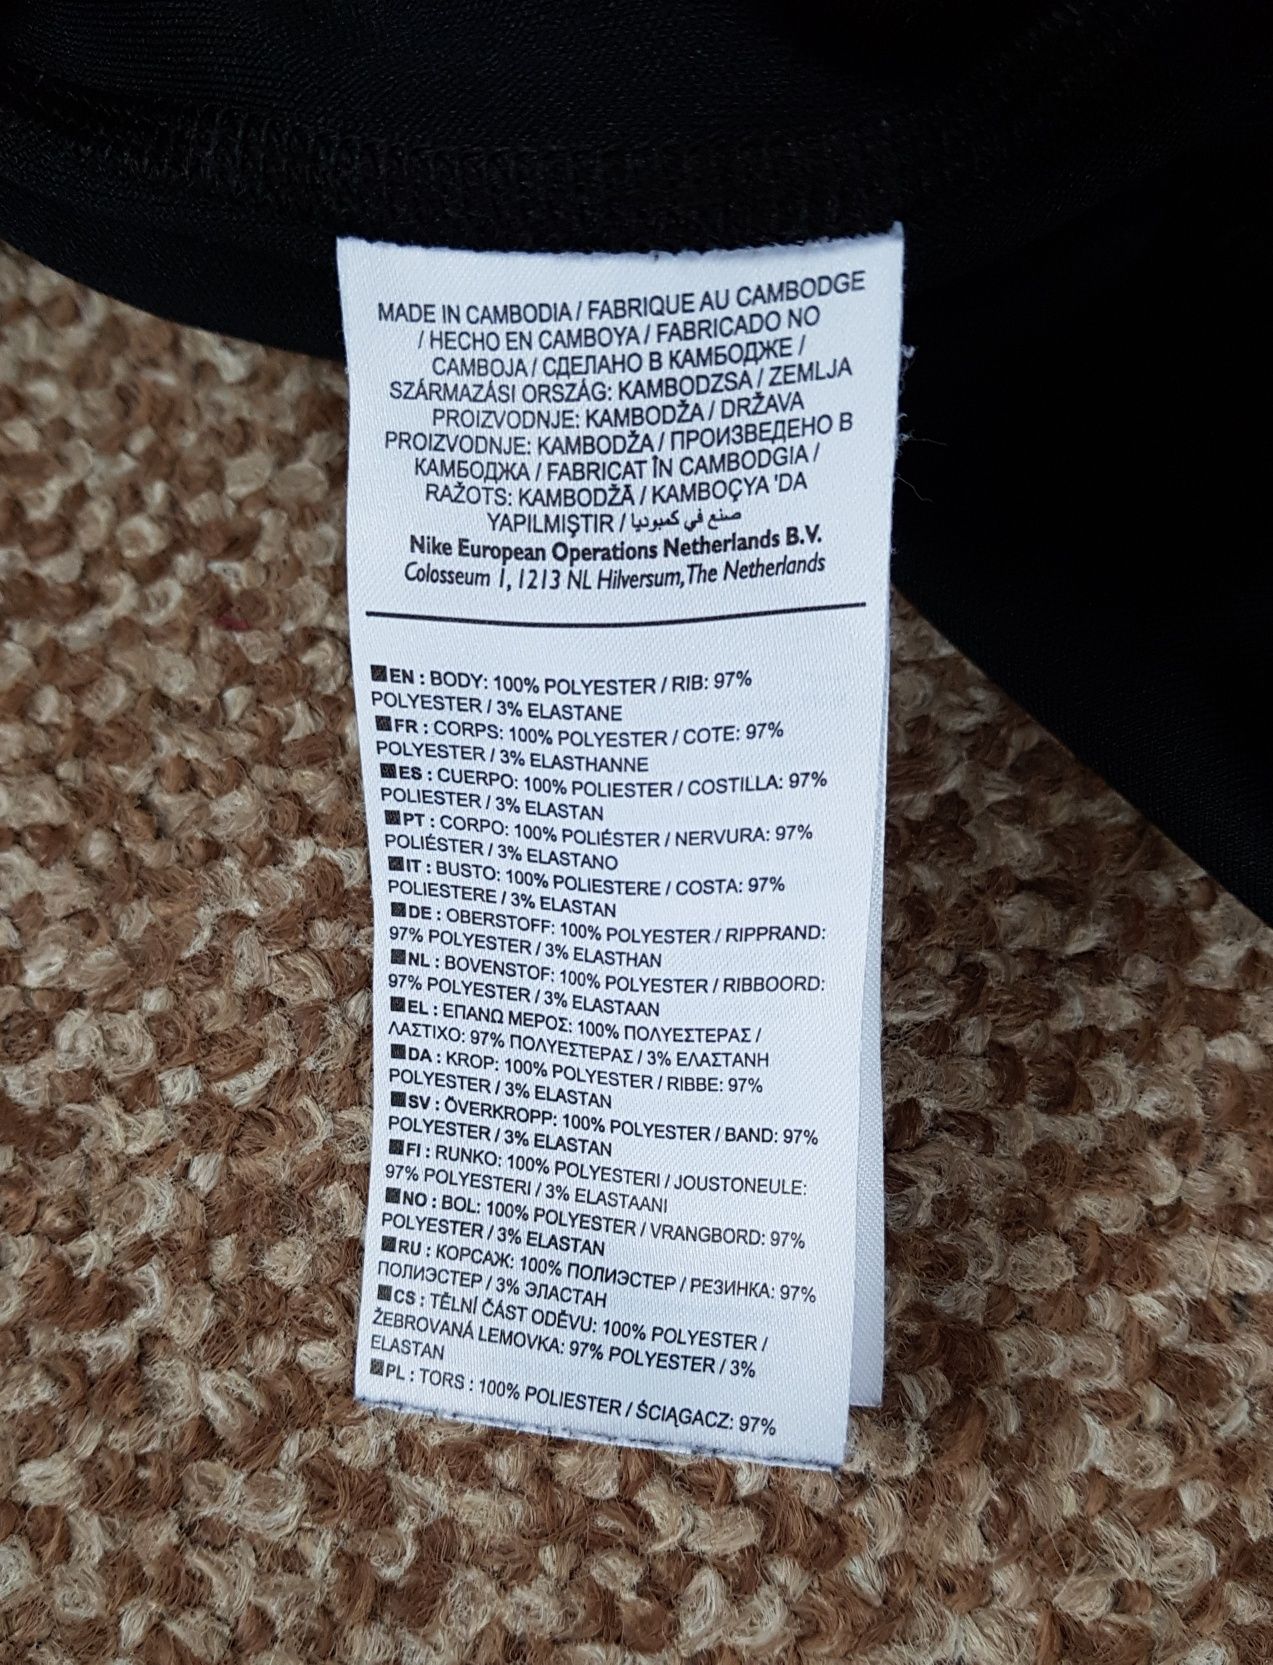 MADE IN CAMBODIA / FABRIQUE AU CAMBODGE
/ HECHO EN CAMBOYA / FABRICADO NO
CAMBOJA / СДЕЛАНО В КАМБОДЖЕ /
SZÁRMAZÁSI ORSZÁG: KAMBODZSA / ZEMLJA
PROIZVODNJE: KAMBODŽA / DRŽAVA
PROIZVODNJE: KAMBODŽA / ПРОИЗВЕДЕНО В
КАМБОДЖА / FABRICAT ÎN CAMBODGIA /
RAŽOTS: KAMBODŽĀ / KAMBOÇYA 'DA
YAPILMIŞTIR / صنع في كمبوديا
Nike European Operations Netherlands B.V.
Colosseum 1, 1213 NL Hilversum, The Netherlands
EN : BODY: 100% POLYESTER / RIB: 97%
POLYESTER / 3% ELASTANE
FR : CORPS: 100% POLYESTER / COTE: 97%
POLYESTER / 3% ELASTHANNE
ES : CUERPO: 100% POLIESTER / COSTILLA: 97%
POLIESTER / 3% ELASTAN
PT : CORPO: 100% POLIÉSTER / NERVURA: 97%
POLIÉSTER / 3% ELASTANO
IT : BUSTO: 100% POLIESTERE / COSTA: 97%
POLIESTERE / 3% ELASTAN
DE : OBERSTOFF: 100% POLYESTER / RIPPRAND:
97% POLYESTER / 3% ELASTHAN
NL : BOVENSTOF: 100% POLYESTER / RIBBOORD:
97% POLYESTER / 3% ELASTAAN
EL : ΕΠΑΝΩ ΜΕΡΟΣ: 100% ΠΟΛΥΕΣΤΕΡΑΣ /
ΛΑΣΤΙΧΟ: 97% ΠΟΛΥΕΣΤΕΡΑΣ / 3% ΕΛΑΣΤΑΝΗ
DA : KROP: 100% POLYESTER / RIBBE: 97%
POLYESTER / 3% ELASTAN
SV : ÖVERKROPP: 100% POLYESTER / BAND: 97%
POLYESTER / 3% ELASTAN
FI : RUNKO: 100% POLYESTERI / JOUSTONEULE:
97% POLYESTERI / 3% ELASTAANI
NO : BOL: 100% POLYESTER / VRANGBORD: 97%
POLYESTER / 3% ELASTAN
RU : КОРСАЖ: 100% ПОЛИЭСТЕР / РЕЗИНКА: 97%
ПОЛИЭСТЕР / 3% ЭЛАСТАН
CS : TĚLNÍ ČÁST ODĚVU: 100% POLYESTER /
ŽEBROVANÁ LEMOVKA: 97% POLYESTER / 3%
ELASTAN
PL : TORS : 100% POLIESTER / ŚCIĄGACZ: 97%